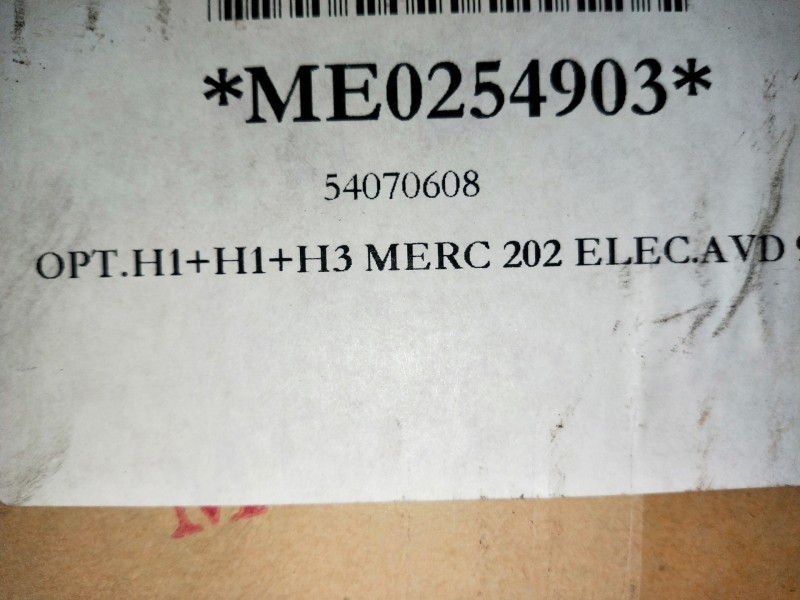 *ME0254903*
54070608
OPT.H1+H1+H3 MERC 202 ELEC.AVD